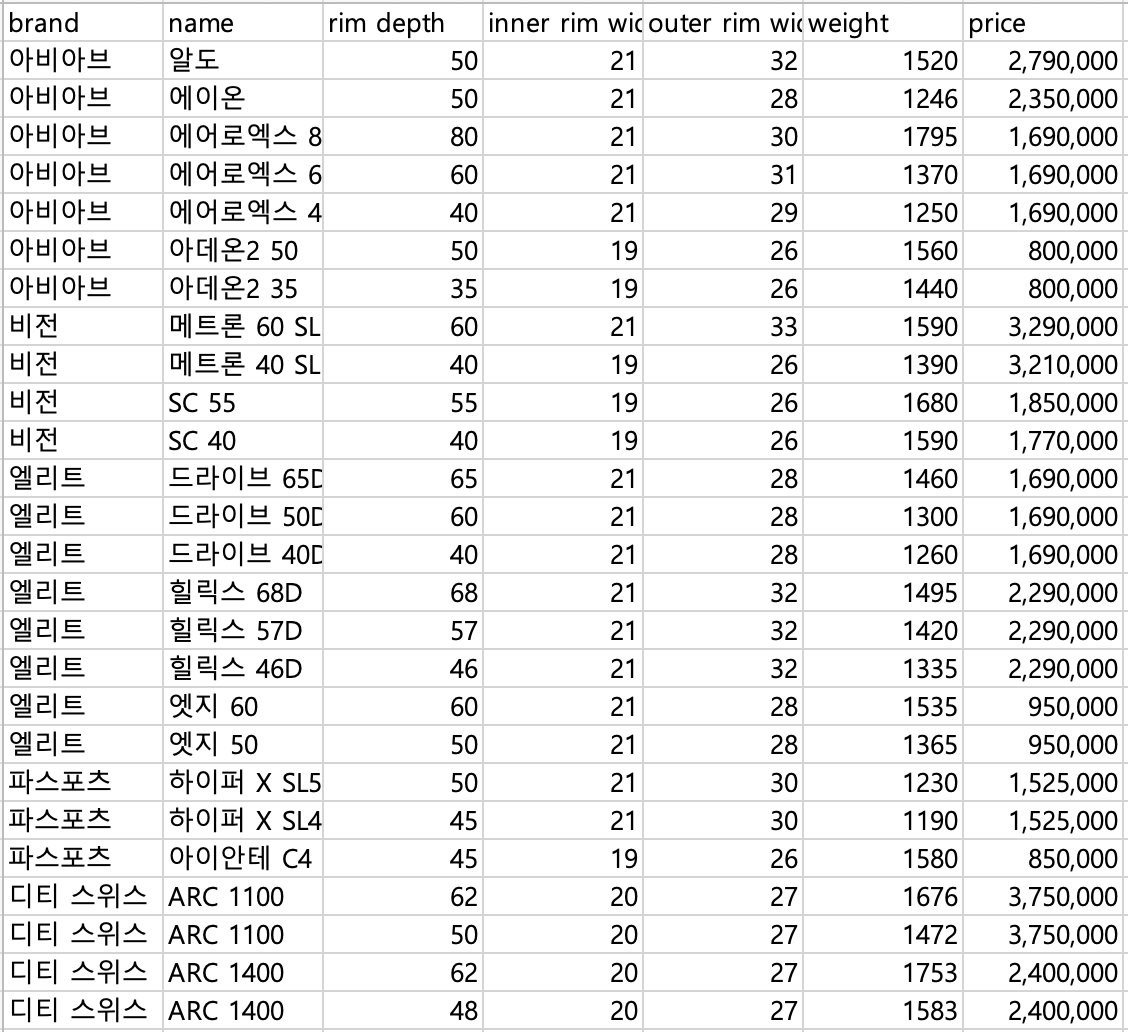 brand name rim depth inner rim wid outer rim wid weight price
아비아브 알도 50 21 32 1520 2,790,000
아비아브 에이온 50 21 28 1246 2,350,000
아비아브 에어로엑스 8 80 21 30 1795 1,690,000
아비아브 에어로엑스 6 60 21 31 1370 1,690,000
아비아브 에어로엑스 4 40 21 29 1250 1,690,000
아비아브 아데온2 50 50 19 26 1560 800,000
아비아브 아데온2 35 35 19 26 1440 800,000
비전 메트론 60 SL 60 21 33 1590 3,290,000
비전 메트론 40 SL 40 19 26 1390 3,210,000
비전 SC 55 55 19 26 1680 1,850,000
비전 SC 40 40 19 26 1590 1,770,000
엘리트 드라이브 65D 65 21 28 1460 1,690,000
엘리트 드라이브 50D 60 21 28 1300 1,690,000
엘리트 드라이브 40D 40 21 28 1260 1,690,000
엘리트 힐릭스 68D 68 21 32 1495 2,290,000
엘리트 힐릭스 57D 57 21 32 1420 2,290,000
엘리트 힐릭스 46D 46 21 32 1335 2,290,000
엘리트 엣지 60 60 21 28 1535 950,000
엘리트 엣지 50 50 21 28 1365 950,000
파스포츠 하이퍼 X SL5 50 21 30 1230 1,525,000
파스포츠 하이퍼 X SL4 45 21 30 1190 1,525,000
파스포츠 아이안테 C4 45 19 26 1580 850,000
디티 스위스 ARC 1100 62 20 27 1676 3,750,000
디티 스위스 ARC 1100 50 20 27 1472 3,750,000
디티 스위스 ARC 1400 62 20 27 1753 2,400,000
디티 스위스 ARC 1400 48 20 27 1583 2,400,000